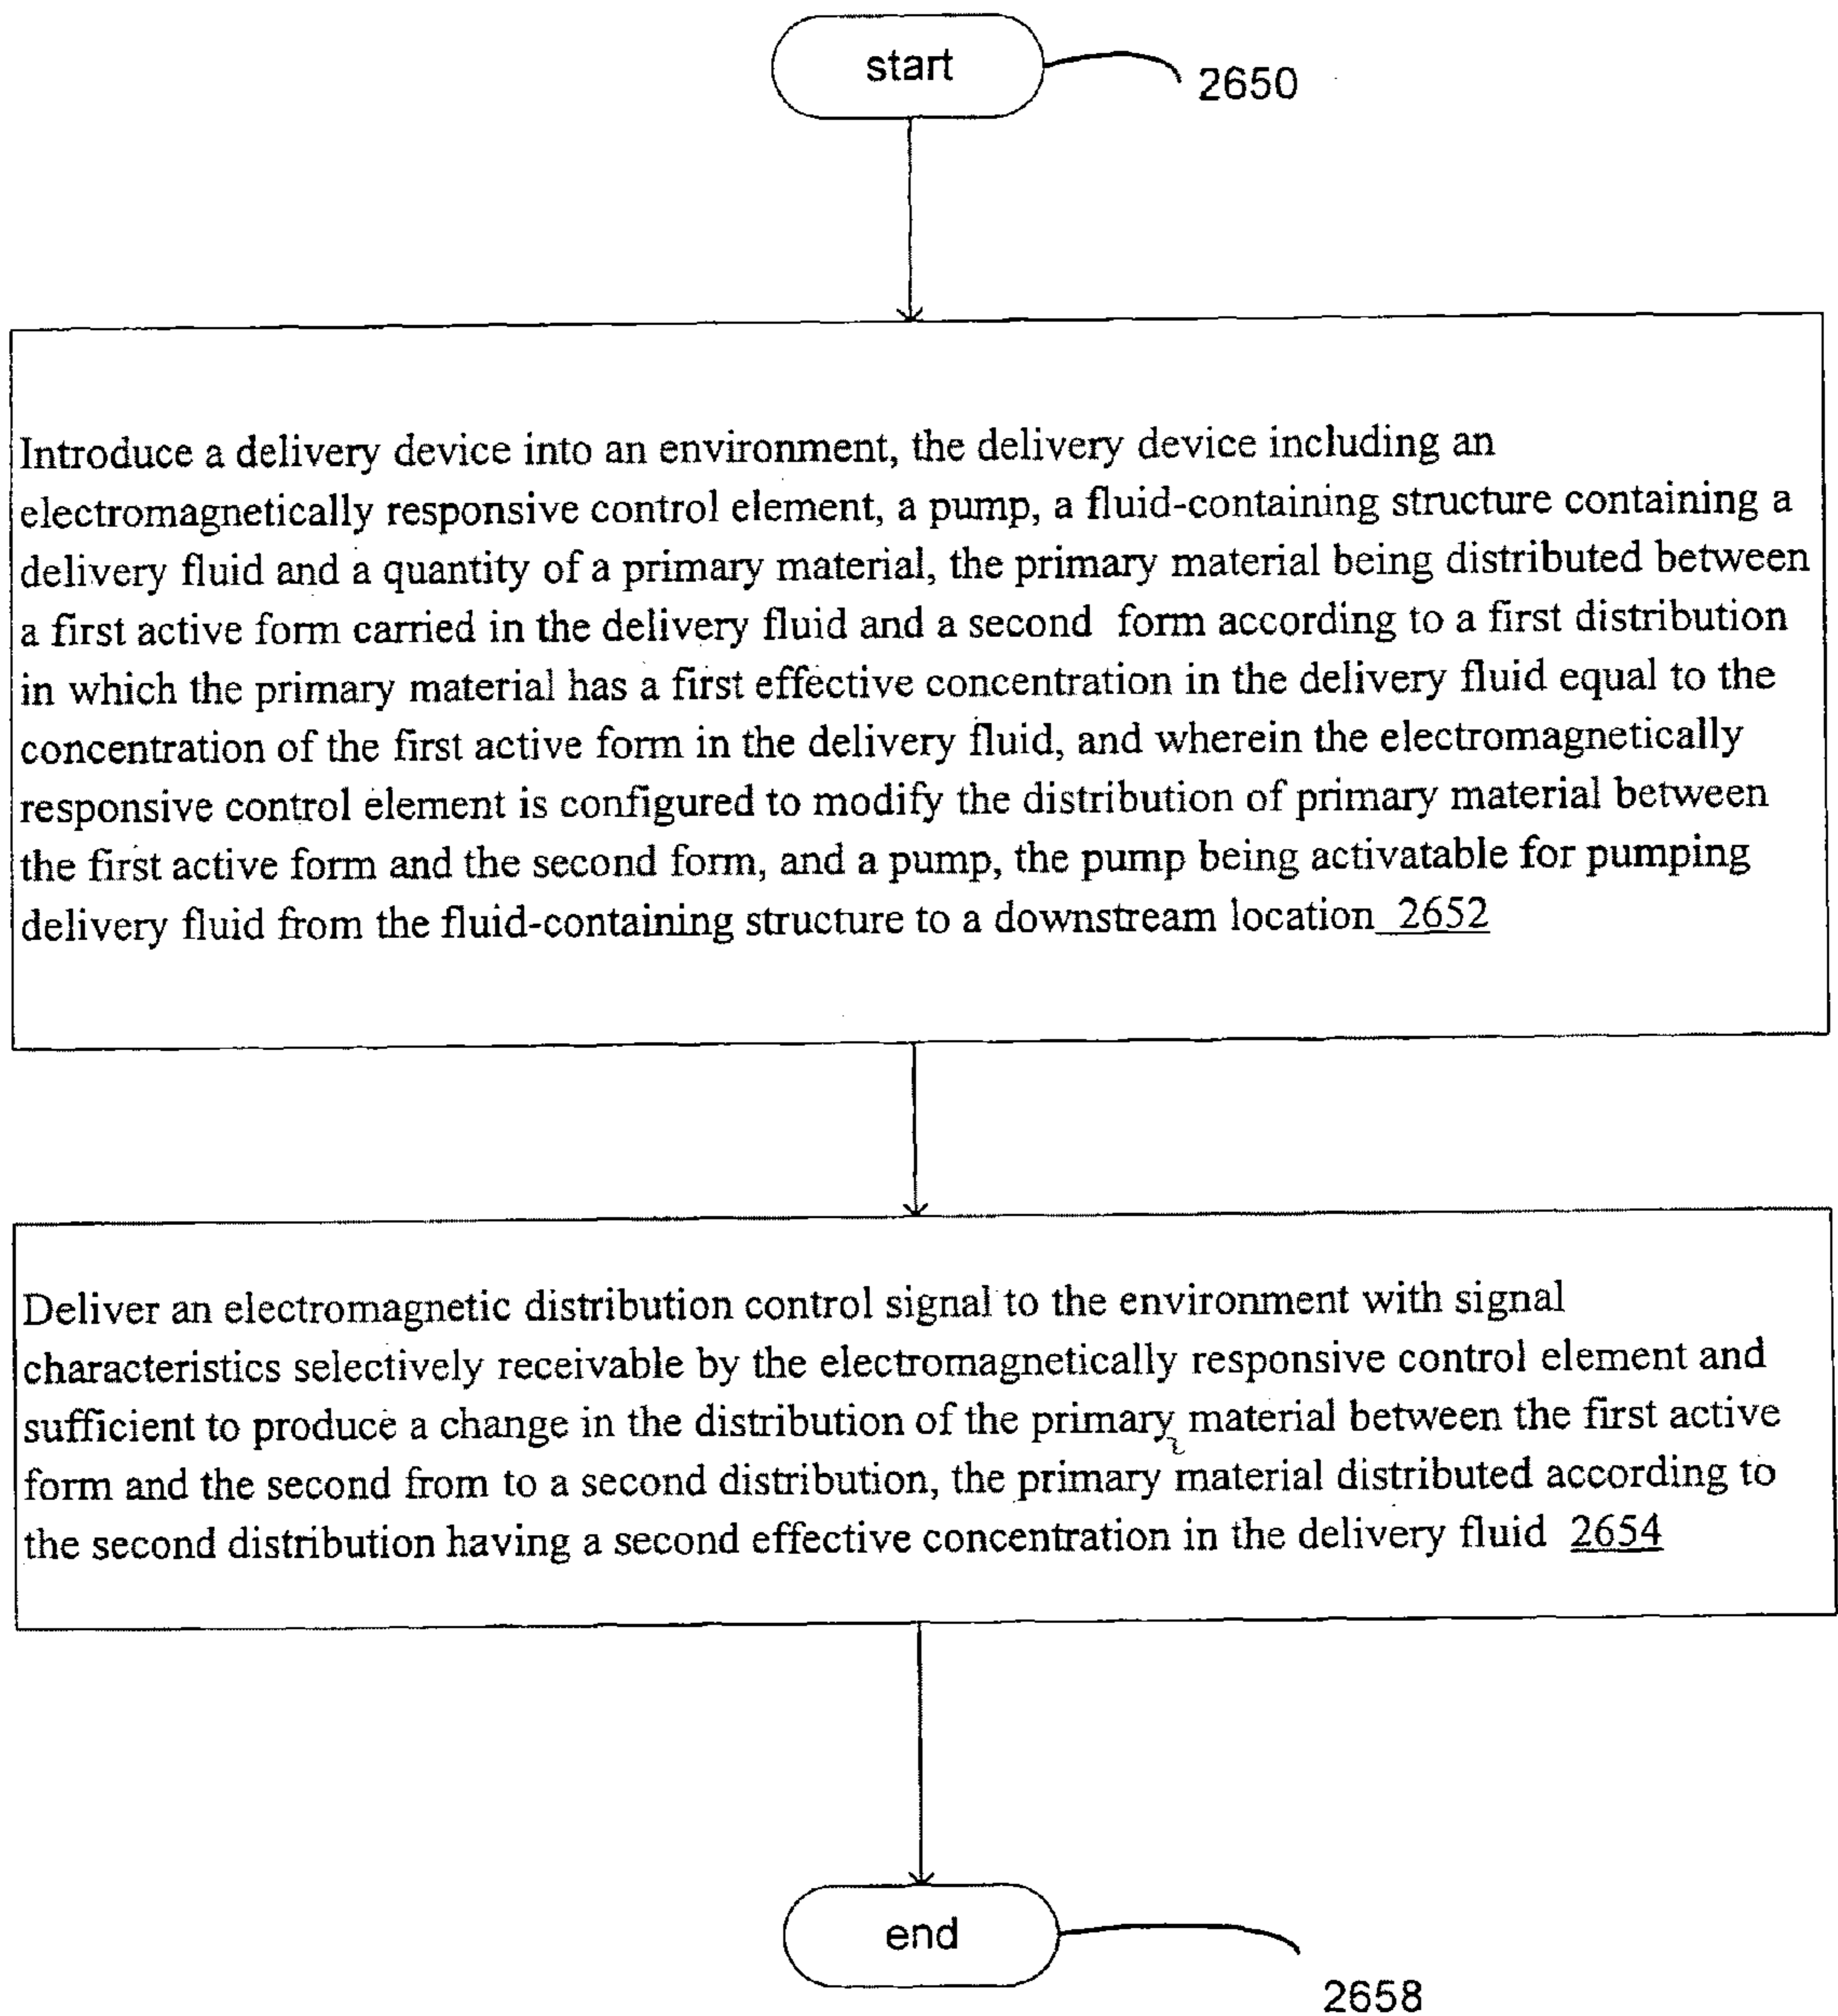 start
2650
Introduce a delivery device into an environment, the delivery device including an
electromagnetically responsive control element, a pump, a fluid-containing structure containing a
delivery fluid and a quantity of a primary material, the primary material being distributed between
a first active form carried in the delivery fluid and a second form according to a first distribution
in which the primary material has a first effective concentration in the delivery fluid equal to the
concentration of the first active form in the delivery fluid, and wherein the electromagnetically
responsive control element is configured to modify the distribution of primary material between
the first active form and the second form, and a pump, the pump being activatable for pumping
delivery fluid from the fluid-containing structure to a downstream location 2652
Deliver an electromagnetic distribution control signal to the environment with signal
characteristics selectively receivable by the electromagnetically responsive control element and
sufficient to produce a change in the distribution of the primary material between the first active
form and the second from to a second distribution, the primary material distributed according to
the second distribution having a second effective concentration in the delivery fluid 2654
end
2658